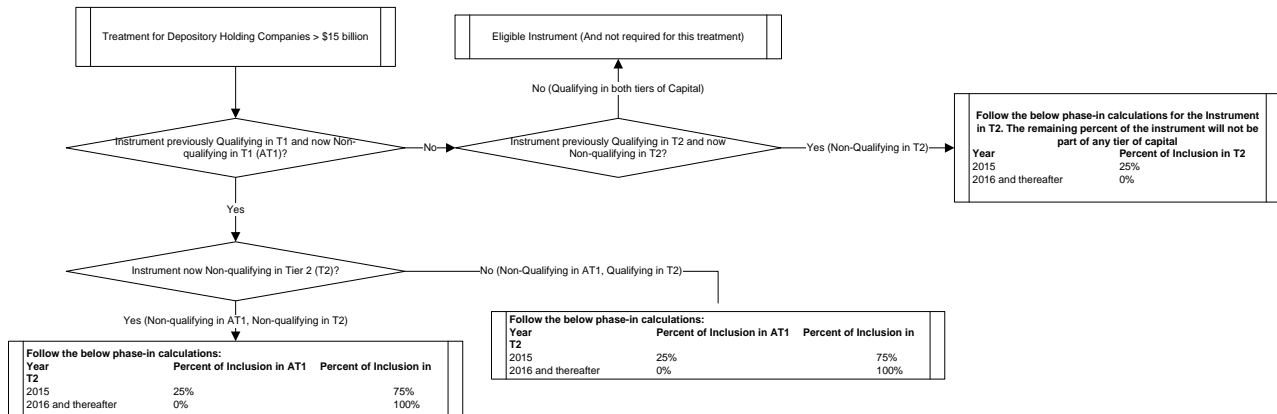 Treatment for Depository Holding Companies > $15 billion
Eligible Instrument (And not required for this treatment)
No (Qualifying in both tiers of Capital)
Instrument previously Qualifying in T1 and now Non-
qualifying in T1 (AT1)?
No
Instrument previously Qualifying in T2 and now
Non-qualifying in T2?
Yes (Non-Qualifying in T2)
Follow the below phase-in calculations for the Instrument
in T2. The remaining percent of the instrument will not be
part of any tier of capital
Year Percent of Inclusion in T2
2015 25%
2016 and thereafter 0%
Yes
Instrument now Non-qualifying in Tier 2 (T2)?
No (Non-Qualifying in AT1, Qualifying in T2)
Yes (Non-qualifying in AT1, Non-qualifying in T2)
Follow the below phase-in calculations:
Year Percent of Inclusion in AT1 Percent of Inclusion in
T2
2015 25% 75%
2016 and thereafter 0% 100%
Follow the below phase-in calculations:
Year Percent of Inclusion in AT1 Percent of Inclusion in
T2
2015 25% 75%
2016 and thereafter 0% 100%